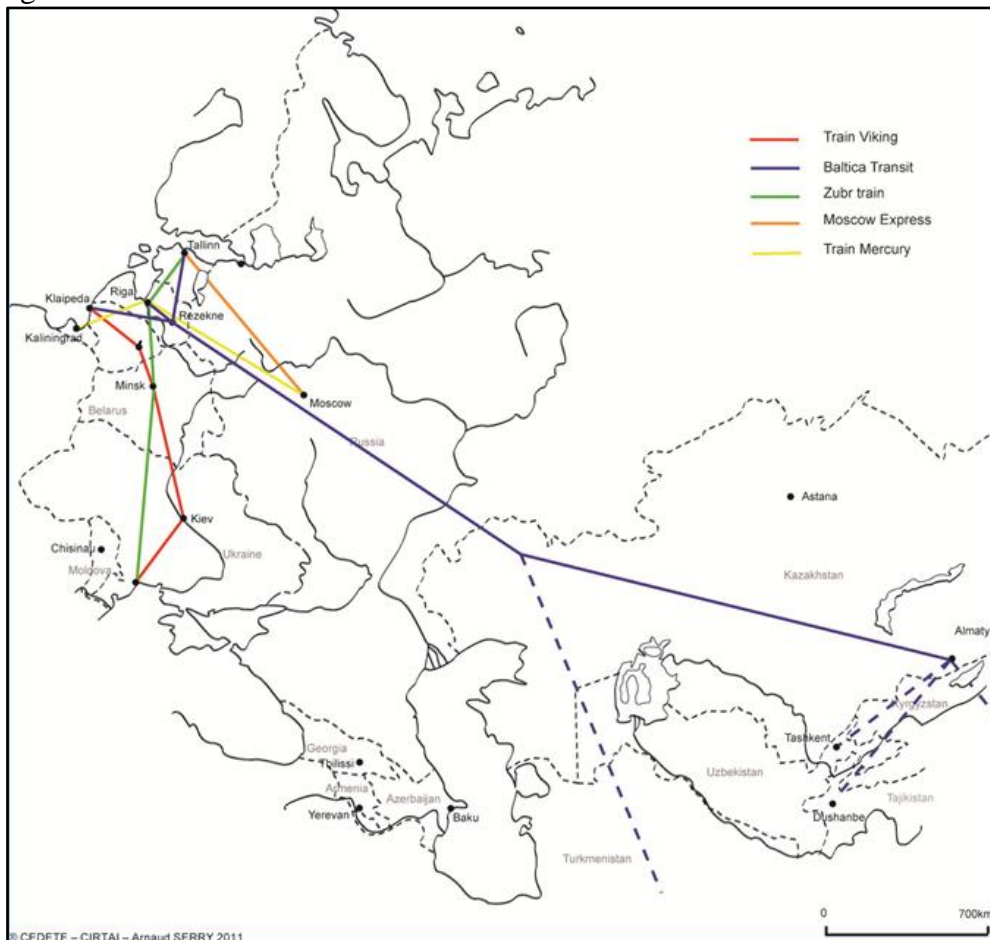 Train Viking
Baltica Transit
Zubr train
Moscow Express
Train Mercury
Tallinn
Riga
Klaipeda
Rezekne
Kaliningrad
Minsk
Moscow
Belarus
Russia
Astana
Kiev
Chisinau
Ukraine
Moldova
Kazakhstan
Almaty
Kyrgyzstan
Tashkent
Georgia
Tbilissi
Uzbekistan
Armenia
Azerbaijan
Tajikistan
Yerevan
Baku
Dushanbe
Turkmenistan
0 700km
© CEDETE – CIRTAI – Arnaud SERRY 2011